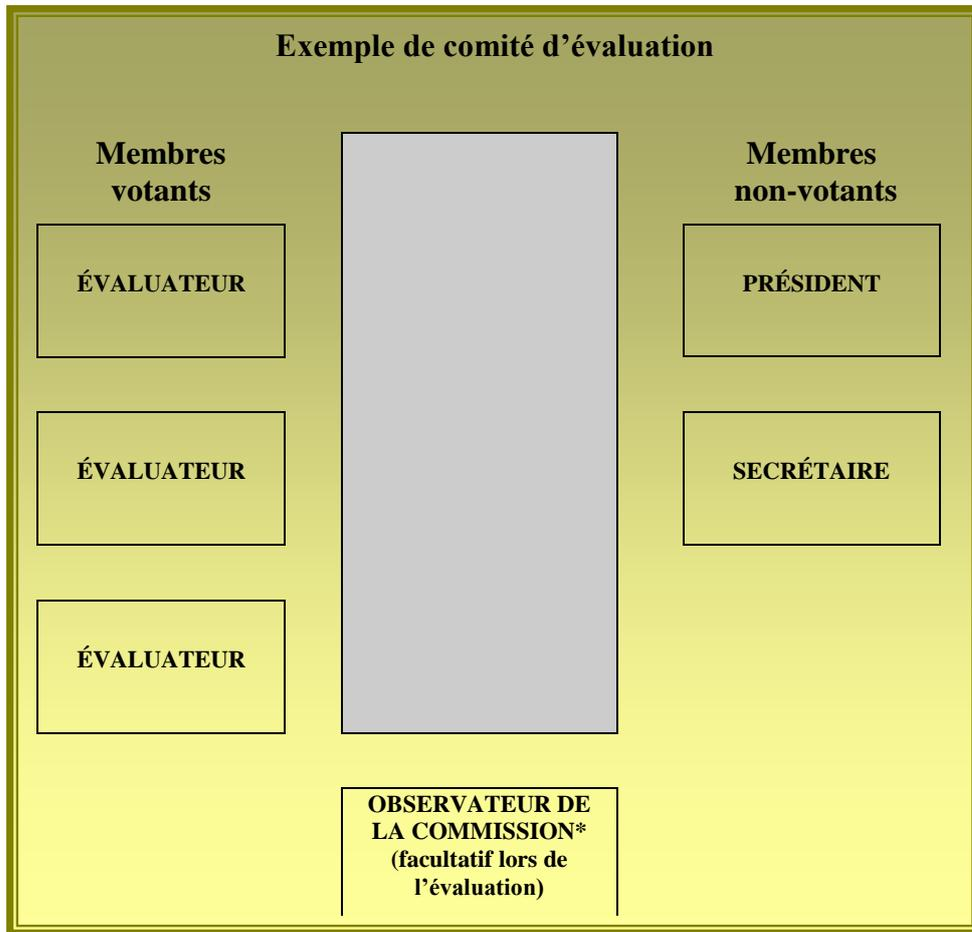 Exemple de comité d’évaluation
Membres
votants
Membres
non-votants
ÉVALUATEUR
PRÉSIDENT
ÉVALUATEUR
SECRÉTAIRE
ÉVALUATEUR
OBSERVATEUR DE
LA COMMISSION*
(facultatif lors de
l’évaluation)